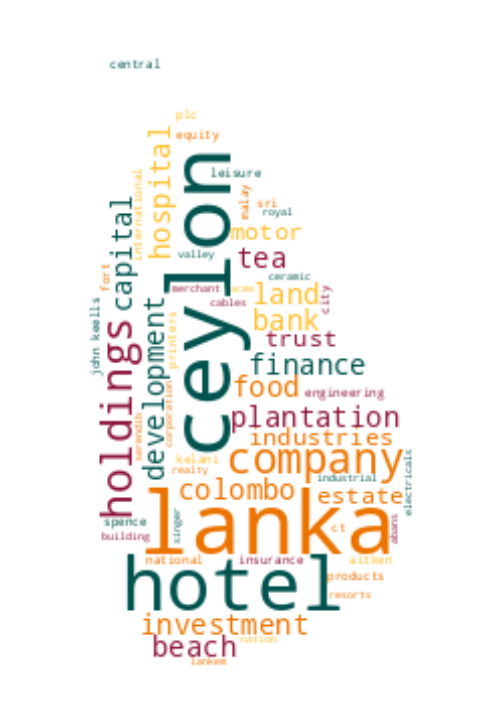 central
plc
equity
hospital
ceylon
leisure
international
malay
sri
royal
capital
motor
valley
tea
fort
ceramic
merchant
acme
land
city
cables
john keells
development
printers
bank
holdings
trust
finance
corporation
food
engineering
serendib
plantation
industries
company
kelani
realty
industrial
electricals
colombo
estate
lanka
spence
singer
ct
abans
building
national
insurance
aitken
hotel
products
resorts
investment
beach
nation
lankem